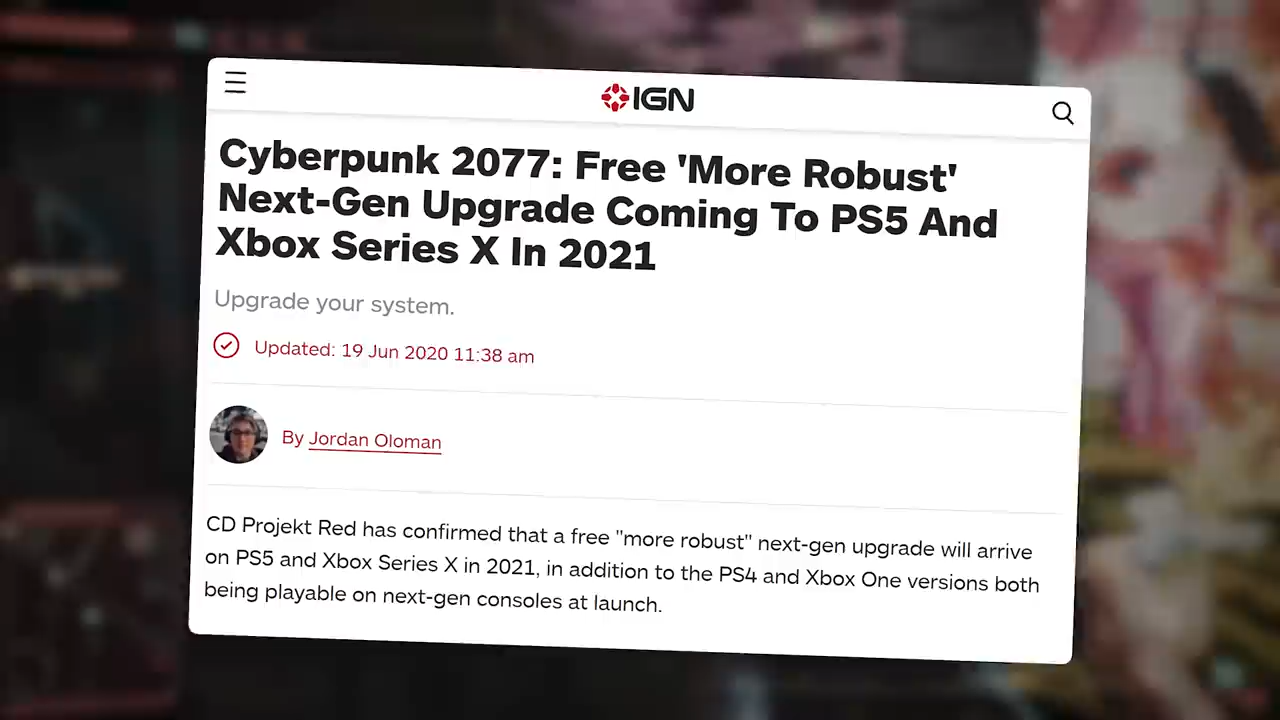 IGN
Cyberpunk 2077: Free 'More Robust'
Next-Gen Upgrade Coming To PS5 And
Xbox Series X In 2021
Upgrade your system.
Updated: 19 Jun 2020 11:38 am
By Jordan Oloman
CD Projekt Red has confirmed that a free "more robust" next-gen upgrade will arrive
on PS5 and Xbox Series X in 2021, in addition to the PS4 and Xbox One versions both
being playable on next-gen consoles at launch.